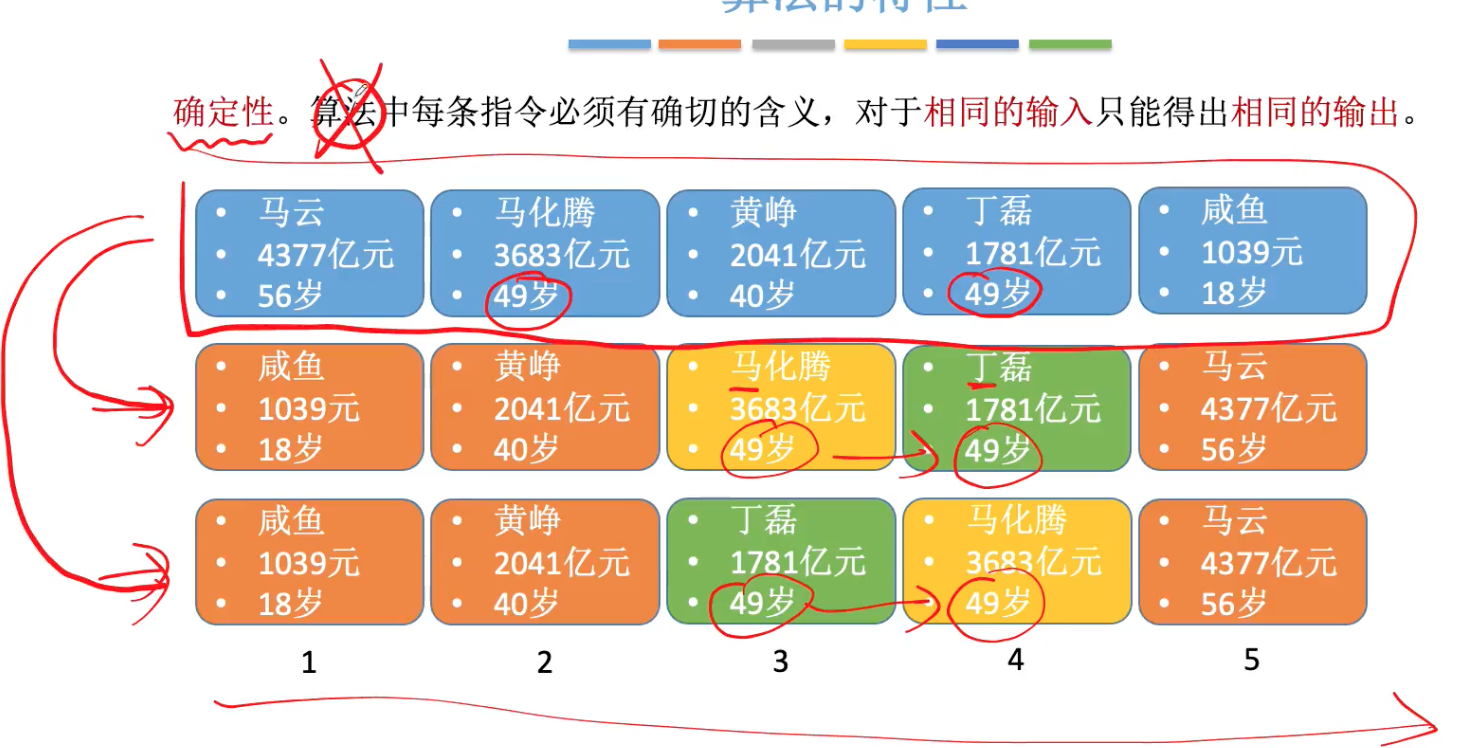 算法的特性
确定性。算法中每条指令必须有确切的含义，对于相同的输入只能得出相同的输出。
• 马云
• 4377亿元
• 56岁
• 马化腾
• 3683亿元
• 49岁
• 黄峥
• 2041亿元
• 40岁
• 丁磊
• 1781亿元
• 49岁
• 咸鱼
• 1039元
• 18岁
• 咸鱼
• 1039元
• 18岁
• 黄峥
• 2041亿元
• 40岁
• 马化腾
• 3683亿元
• 49岁
• 丁磊
• 1781亿元
• 49岁
• 马云
• 4377亿元
• 56岁
• 咸鱼
• 1039元
• 18岁
• 黄峥
• 2041亿元
• 40岁
• 丁磊
• 1781亿元
• 49岁
• 马化腾
• 3683亿元
• 49岁
• 马云
• 4377亿元
• 56岁
1 2 3 4 5